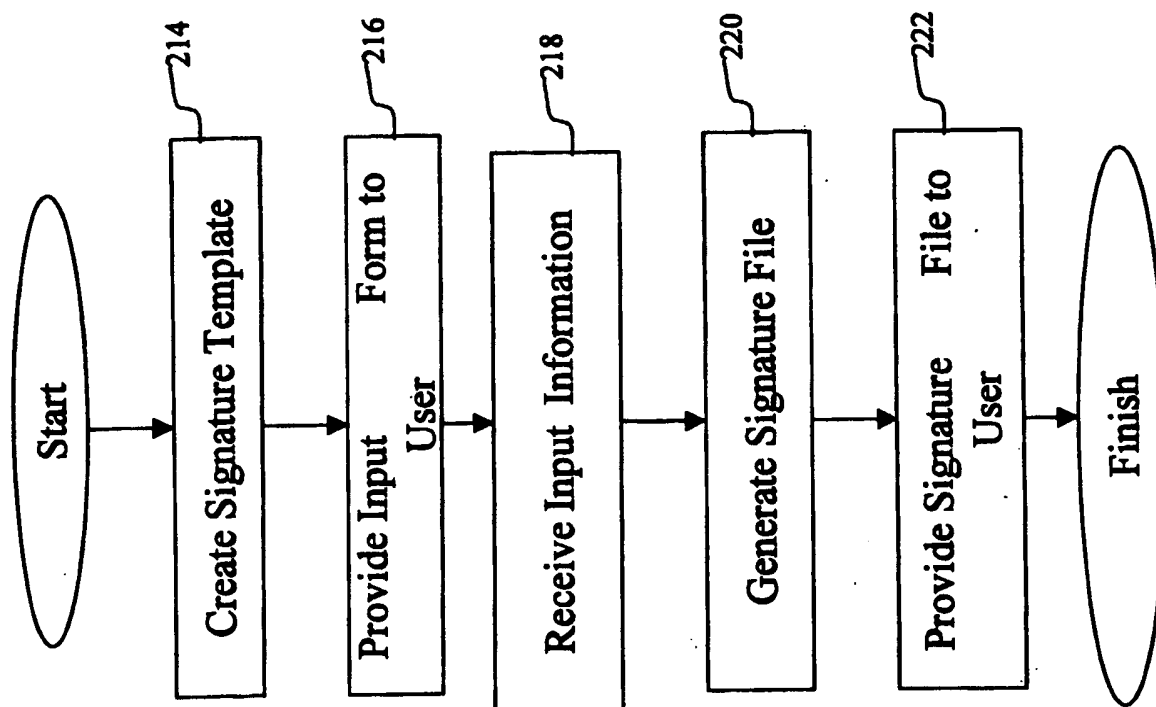 Start
214
Create Signature Template
216
Provide Input Form to
User
218
Receive Input Information
220
Generate Signature File
222
Provide Signature File to
User
Finish